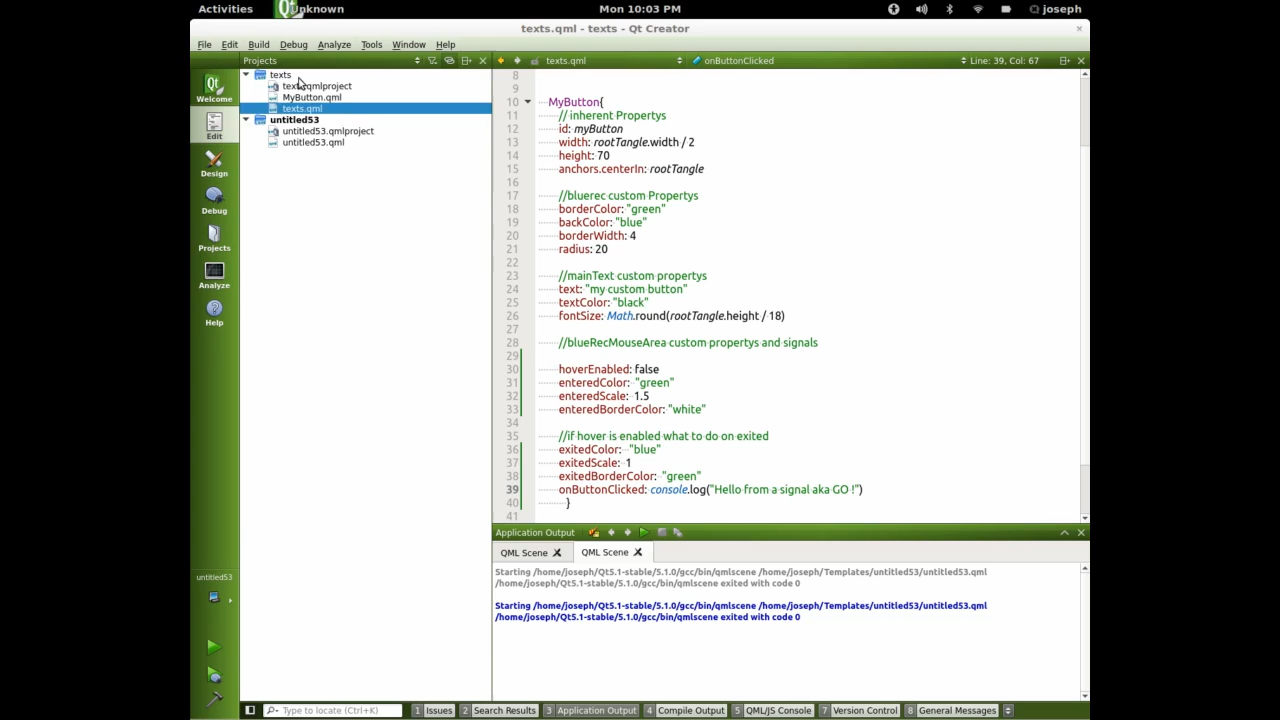 Activities Unknown Mon 10:03 PM joseph
texts.qml - texts - Qt Creator
File Edit Build Debug Analyze Tools Window Help
Projects texts.qml onButtonClicked Line: 39, Col: 67
Welcome
Edit
Design
Debug
Projects
Analyze
Help
untitled53
texts
texts.qmlproject
MyButton.qml
texts.qml
untitled53
untitled53.qmlproject
untitled53.qml
8
9
10 MyButton{
11 // inherent Propertys
12 id: myButton
13 width: rootTangle.width / 2
14 height: 70
15 anchors.centerIn: rootTangle
16
17 //bluerec custom Propertys
18 borderColor: "green"
19 backColor: "blue"
20 borderWidth: 4
21 radius: 20
22
23 //mainText custom propertys
24 text: "my custom button"
25 textColor: "black"
26 fontSize: Math.round(rootTangle.height / 18)
27
28 //blueRecMouseArea custom propertys and signals
29
30 hoverEnabled: false
31 enteredColor: "green"
32 enteredScale: 1.5
33 enteredBorderColor: "white"
34
35 //if hover is enabled what to do on exited
36 exitedColor: "blue"
37 exitedScale: 1
38 exitedBorderColor: "green"
39 onButtonClicked: console.log("Hello from a signal aka GO !")
40 }
41
Application Output
QML Scene QML Scene
Starting /home/joseph/Qt5.1-stable/5.1.0/gcc/bin/qmlscene /home/joseph/Templates/untitled53/untitled53.qml
/home/joseph/Qt5.1-stable/5.1.0/gcc/bin/qmlscene exited with code 0
Starting /home/joseph/Qt5.1-stable/5.1.0/gcc/bin/qmlscene /home/joseph/Templates/untitled53/untitled53.qml
/home/joseph/Qt5.1-stable/5.1.0/gcc/bin/qmlscene exited with code 0
Type to locate (Ctrl+K) 1 Issues 2 Search Results 3 Application Output 4 Compile Output 5 QML/JS Console 7 Version Control 8 General Messages